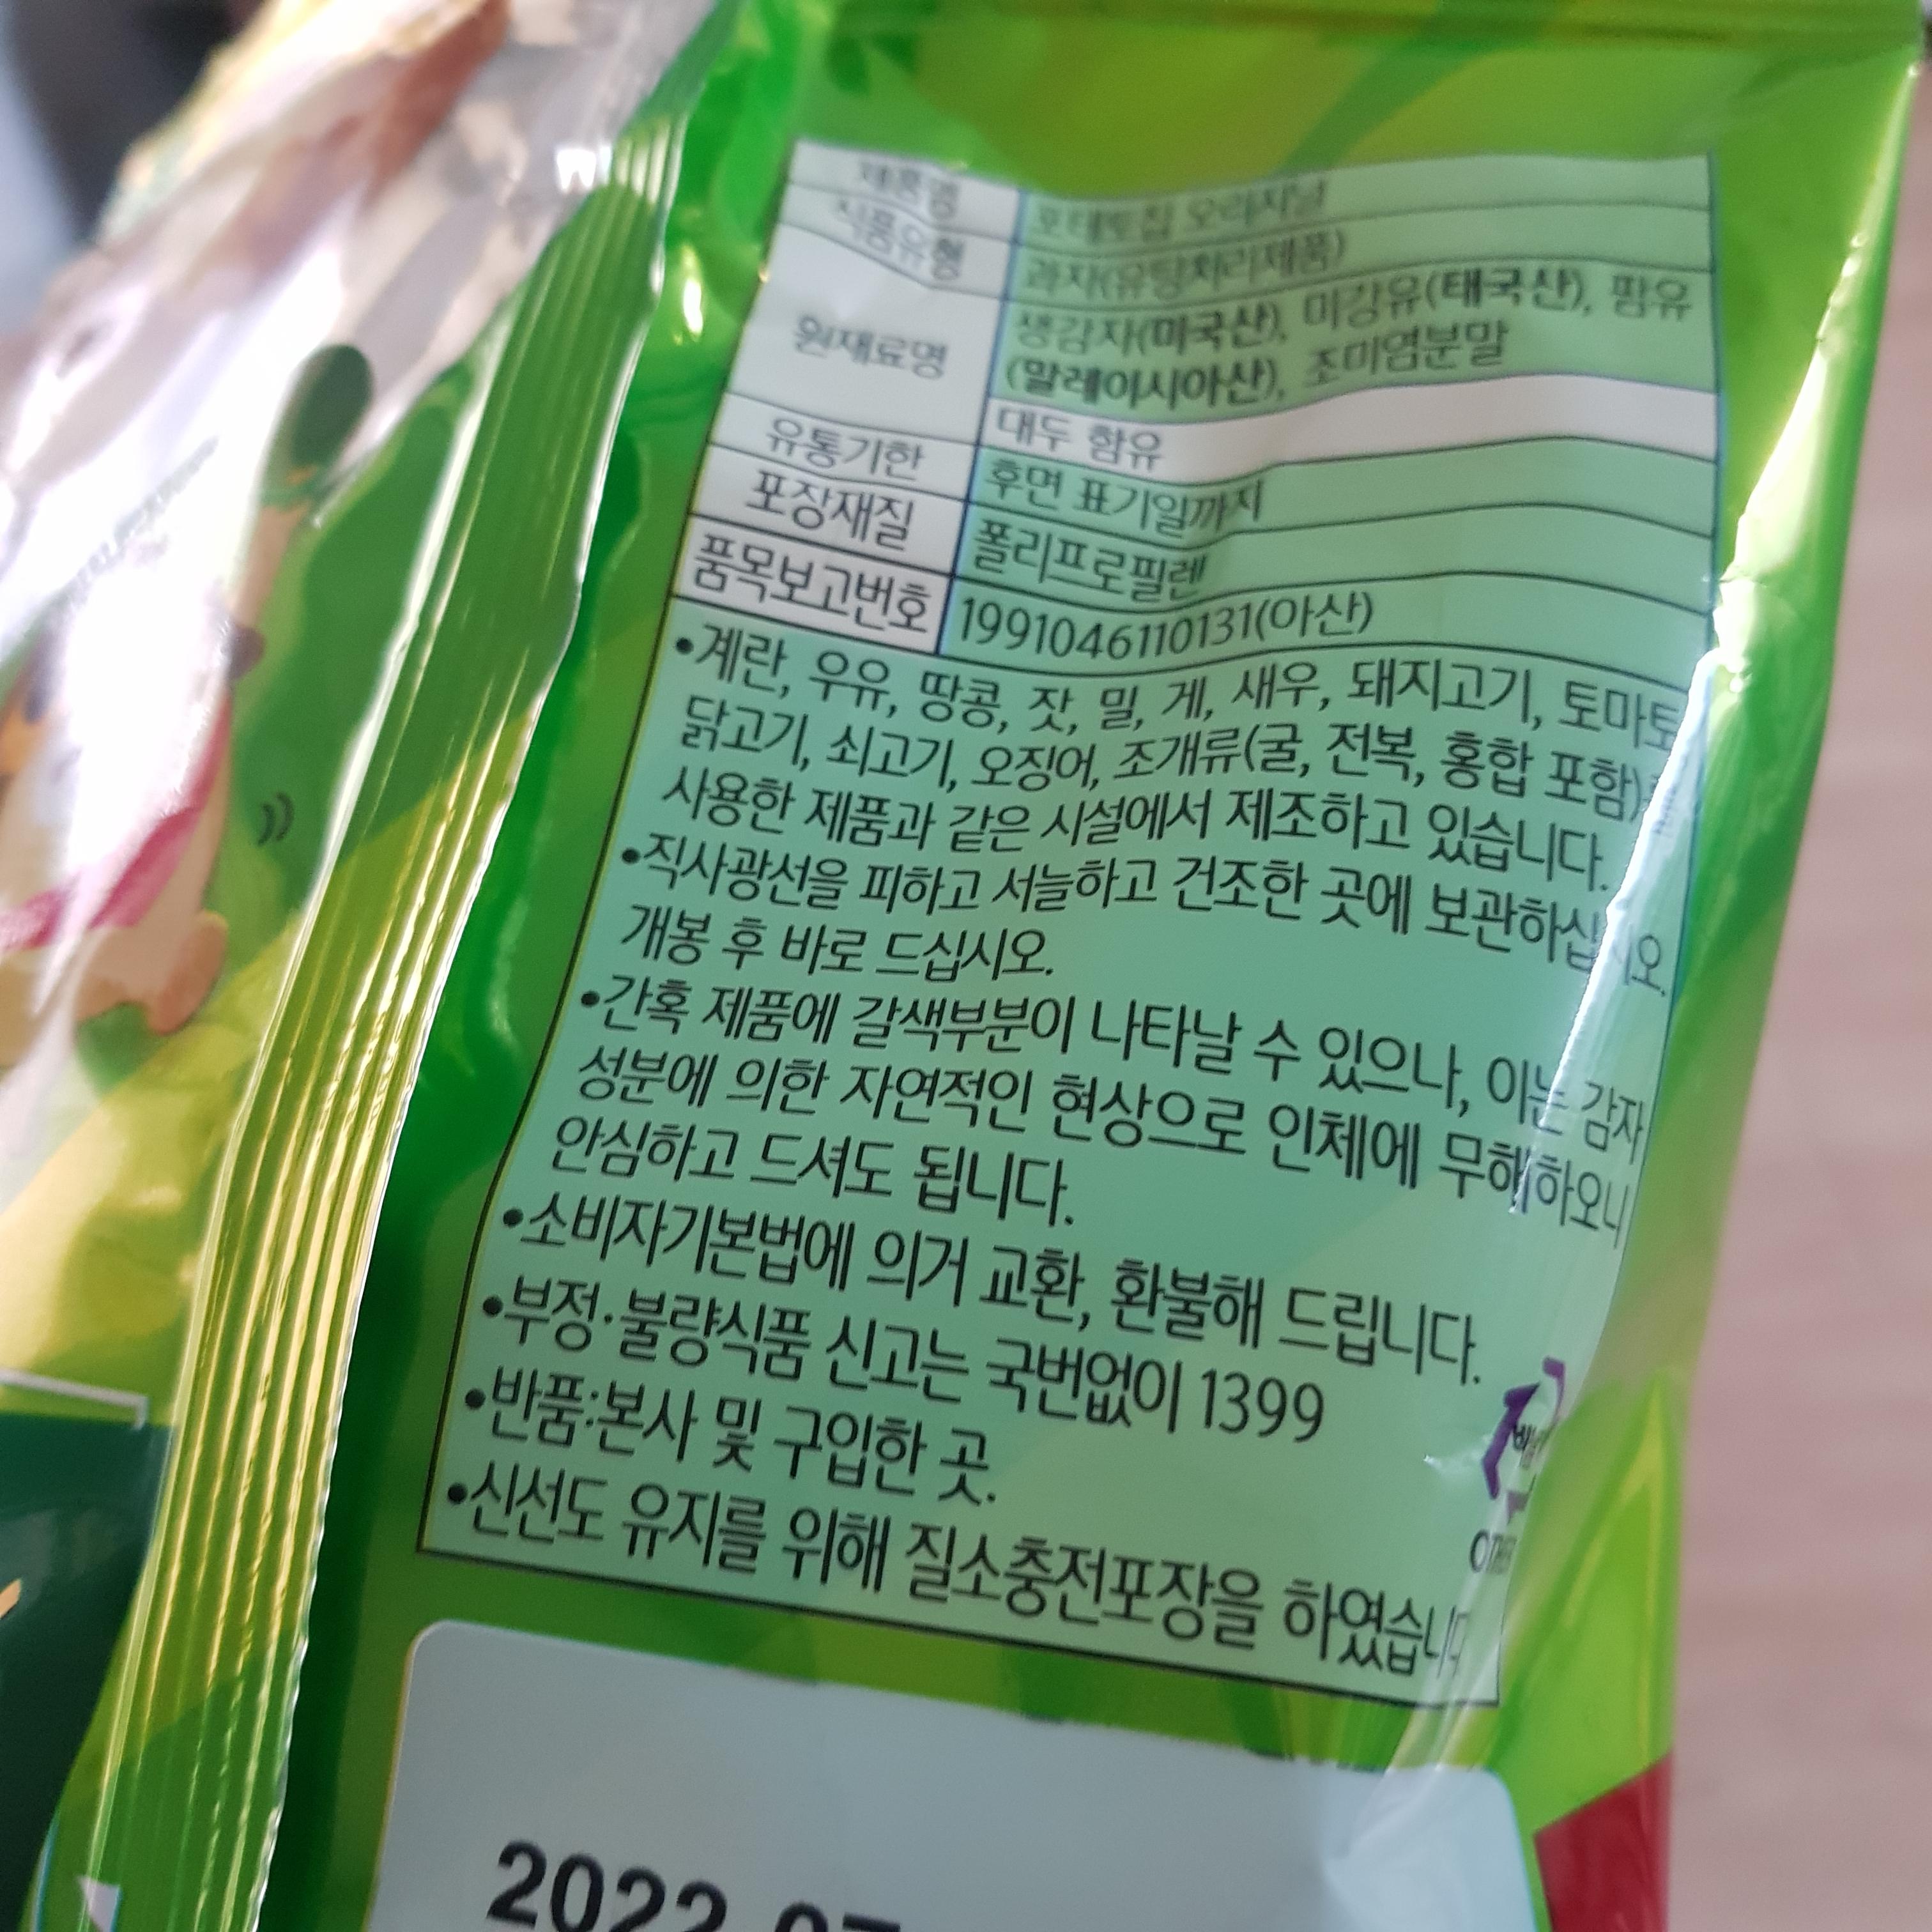 제품명 포테토칩 오리지널
식품유형 과자(유탕처리제품)
원재료명 생감자(미국산), 미강유(태국산), 팜유
(말레이시아산), 조미염분말
대두 함유
유통기한 후면 표기일까지
포장재질 폴리프로필렌
품목보고번호 1991046110131(아산)
•계란, 우유, 땅콩, 잣, 밀, 게, 새우, 돼지고기, 토마토
닭고기, 쇠고기, 오징어, 조개류(굴, 전복, 홍합 포함)를
사용한 제품과 같은 시설에서 제조하고 있습니다.
•직사광선을 피하고 서늘하고 건조한 곳에 보관하십시오.
개봉 후 바로 드십시오.
•간혹 제품에 갈색부분이 나타날 수 있으나, 이는 감자
성분에 의한 자연적인 현상으로 인체에 무해하오니
안심하고 드셔도 됩니다.
•소비자기본법에 의거 교환, 환불해 드립니다.
•부정·불량식품 신고는 국번없이 1399
•반품:본사 및 구입한 곳.
•신선도 유지를 위해 질소충전포장을 하였습니다
OTHER
2022.07